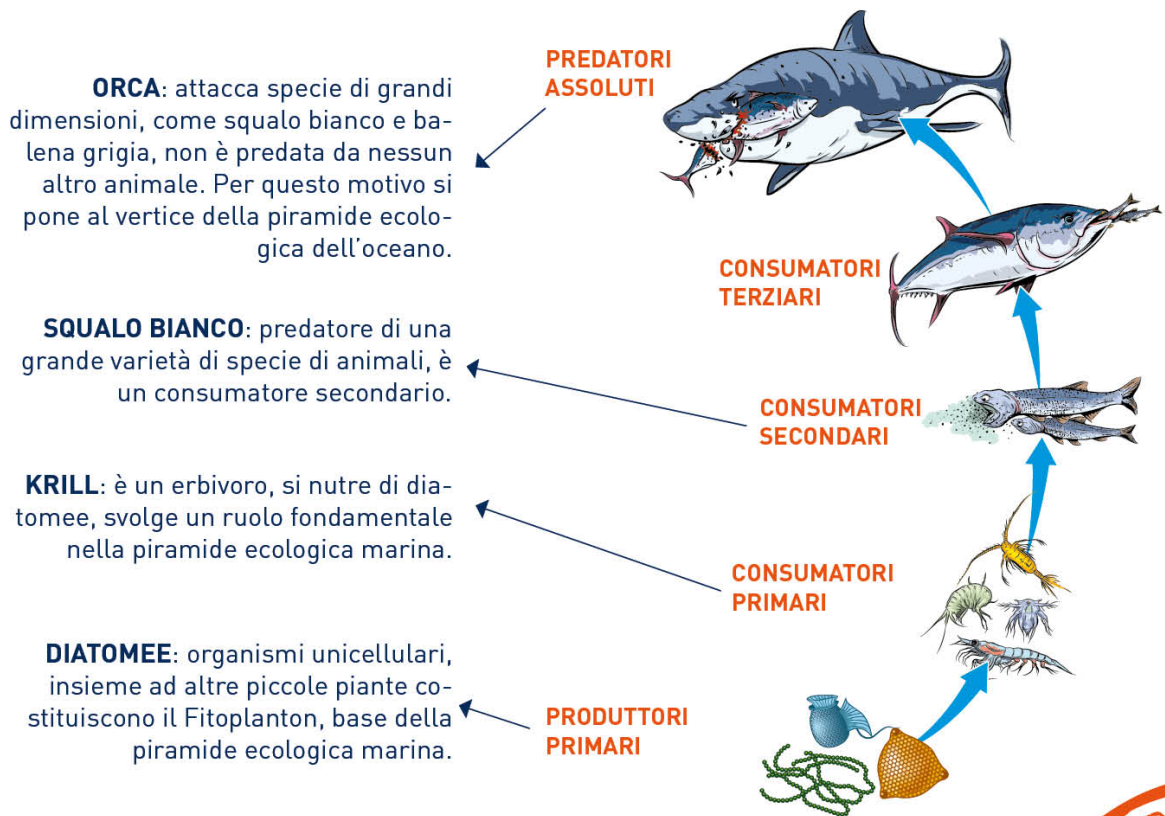 PREDATORI
ASSOLUTI
ORCA: attacca specie di grandi
dimensioni, come squalo bianco e ba-
lena grigia, non è predata da nessun
altro animale. Per questo motivo si
pone al vertice della piramide ecolo-
gica dell'oceano.
CONSUMATORI
TERZIARI
SQUALO BIANCO: predatore di una
grande varietà di specie di animali, è
un consumatore secondario.
CONSUMATORI
SECONDARI
KRILL: è un erbivoro, si nutre di dia-
tomee, svolge un ruolo fondamentale
nella piramide ecologica marina.
CONSUMATORI
PRIMARI
DIATOMEE: organismi unicellulari,
insieme ad altre piccole piante co-
stituiscono il Fitoplanton, base della
piramide ecologica marina.
PRODUTTORI
PRIMARI